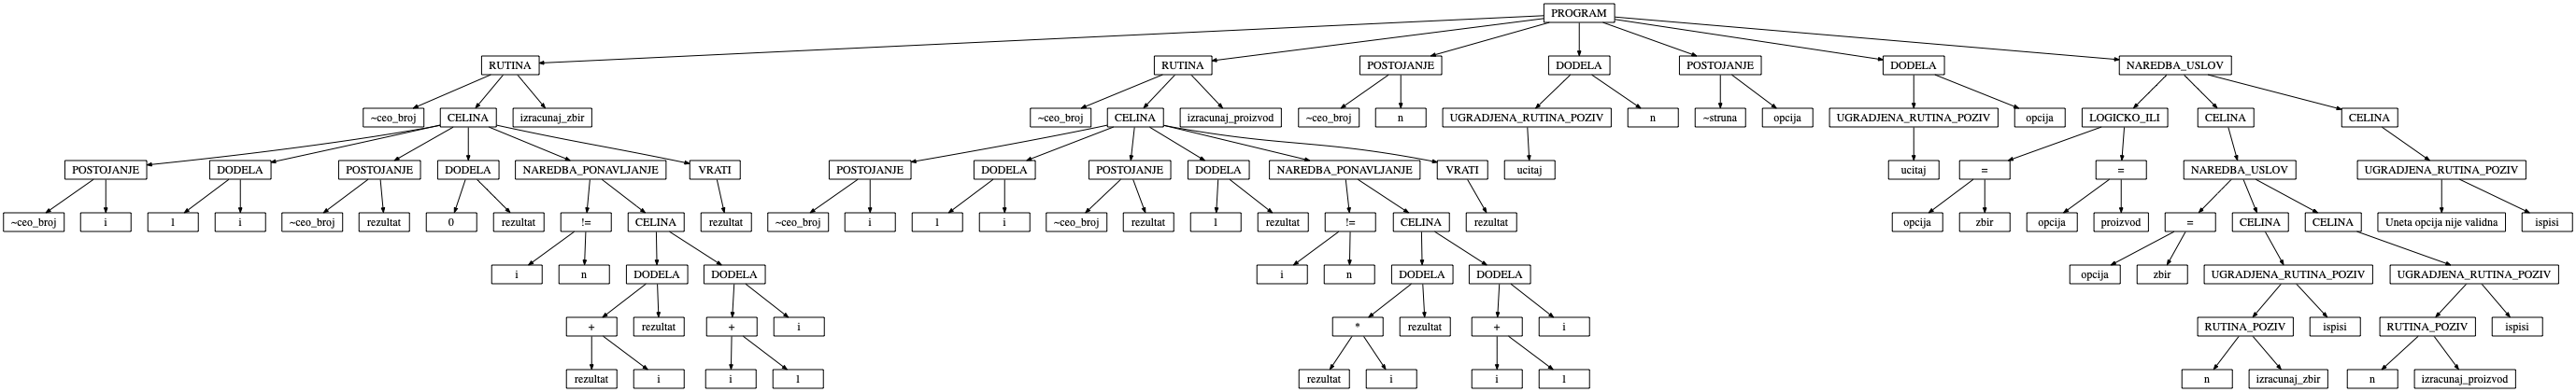 PROGRAM
RUTINA RUTINA POSTOJANJE DODELA POSTOJANJE DODELA NAREDBA_USLOV
~ceo_broj CELINA izracunaj_zbir ~ceo_broj CELINA izracunaj_proizvod ~ceo_broj n UGRADJENA_RUTINA_POZIV n ~struna opcija UGRADJENA_RUTINA_POZIV opcija LOGICKO_ILI CELINA CELINA
POSTOJANJE DODELA POSTOJANJE DODELA NAREDBA_PONAVLJANJE VRATI POSTOJANJE DODELA POSTOJANJE DODELA NAREDBA_PONAVLJANJE VRATI ucitaj ucitaj = = NAREDBA_USLOV UGRADJENA_RUTINA_POZIV
~ceo_broj i 1 i ~ceo_broj rezultat 0 rezultat != CELINA rezultat ~ceo_broj i 1 i ~ceo_broj rezultat 1 rezultat != CELINA rezultat opcija zbir opcija proizvod = CELINA CELINA Uneta opcija nije validna ispisi
i n DODELA DODELA i n DODELA DODELA opcija zbir UGRADJENA_RUTINA_POZIV UGRADJENA_RUTINA_POZIV
+ rezultat + i * rezultat + i RUTINA_POZIV ispisi RUTINA_POZIV ispisi
rezultat i i 1 rezultat i i 1 n izracunaj_zbir n izracunaj_proizvod